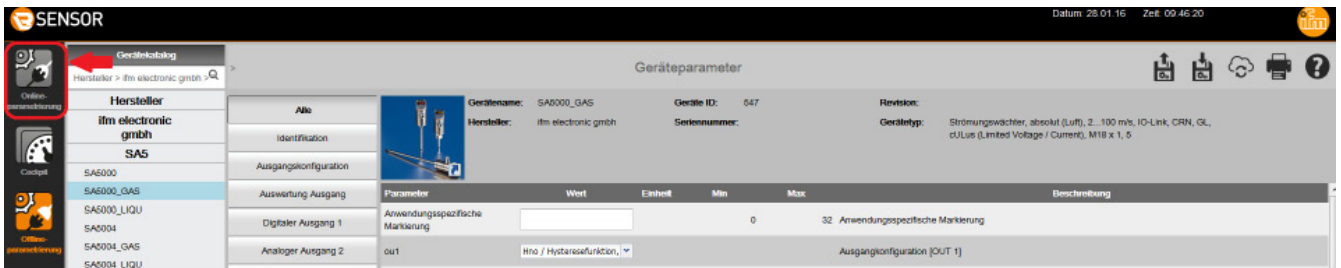 SENSOR
Datum: 28.01.16 Zeit: 09.46.20
ifm
Online-
parametrierung
Cockpit
Offline-
parametrierung
Gerätekatalog
Hersteller > ifm electronic gmbh >
Hersteller
ifm electronic
gmbh
SA5
SA5000
SA5000_GAS
SA5000_LIQU
SA5004
SA5004_GAS
SA5004_LIQU
>
Geräteparameter
?
Alle
Identifikation
Ausgangskonfiguration
Auswertung Ausgang
Digitaler Ausgang 1
Analoger Ausgang 2
Gerätename: SA5000_GAS Geräte ID: 647 Revision:
Hersteller: ifm electronic gmbh Seriennummer: Gerätetyp: Strömungswächter, absolut (Luft), 2...100 m/s, IO-Link, CRN, GL,
cULus (Limited Voltage / Current), M18 x 1, 5
Parameter Wert Einheit Min Max Beschreibung
Anwendungsspezifische
Markierung 0 32 Anwendungsspezifische Markierung
ou1 Hno / Hysteresefunktion, Ausgangkonfiguration [OUT 1]